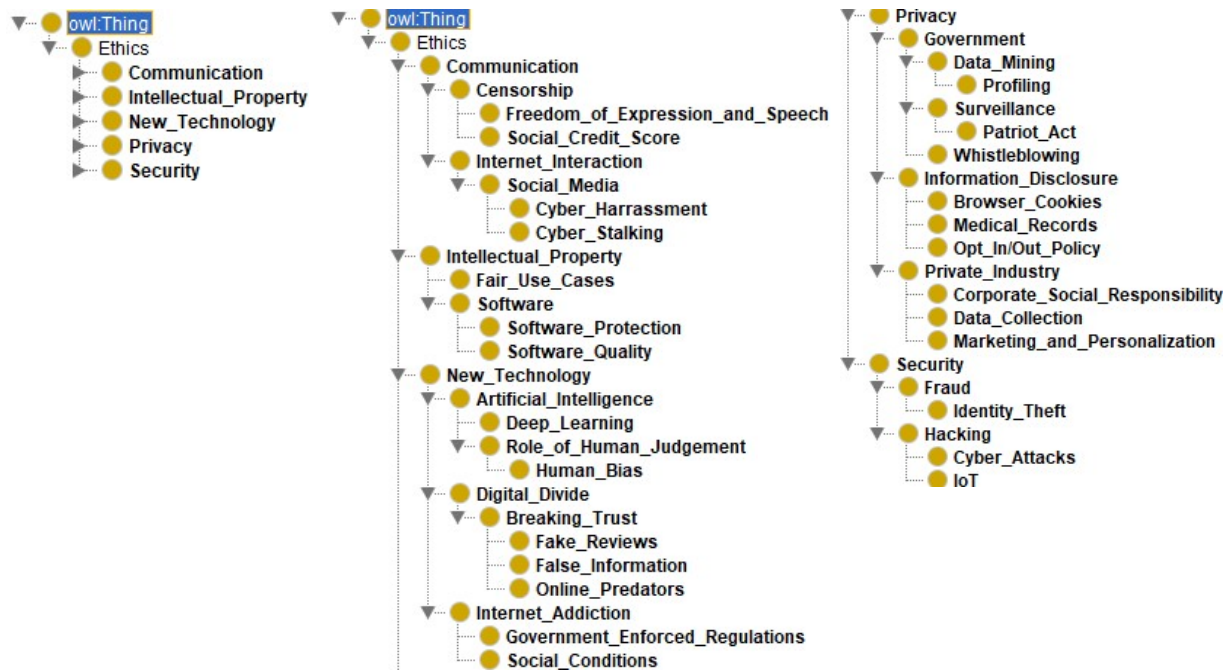 owl:Thing
Ethics
Communication
Intellectual_Property
New_Technology
Privacy
Security
owl:Thing
Ethics
Communication
Censorship
Freedom_of_Expression_and_Speech
Social_Credit_Score
Internet_Interaction
Social_Media
Cyber_Harrassment
Cyber_Stalking
Intellectual_Property
Fair_Use_Cases
Software
Software_Protection
Software_Quality
New_Technology
Artificial_Intelligence
Deep_Learning
Role_of_Human_Judgement
Human_Bias
Digital_Divide
Breaking_Trust
Fake_Reviews
False_Information
Online_Predators
Internet_Addiction
Government_Enforced_Regulations
Social_Conditions
Privacy
Government
Data_Mining
Profiling
Surveillance
Patriot_Act
Whistleblowing
Information_Disclosure
Browser_Cookies
Medical_Records
Opt_In/Out_Policy
Private_Industry
Corporate_Social_Responsibility
Data_Collection
Marketing_and_Personalization
Security
Fraud
Identity_Theft
Hacking
Cyber_Attacks
IoT